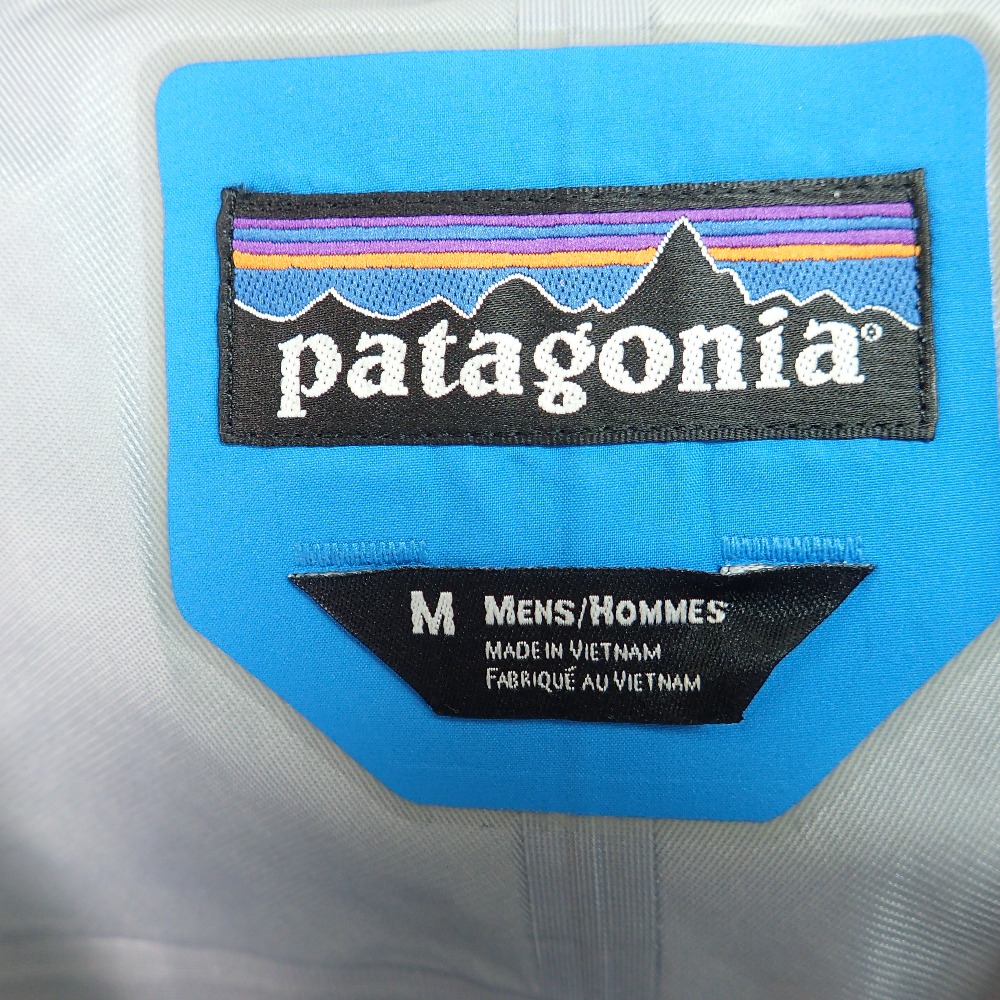 patagonia®
M MENS/HOMMES
MADE IN VIETNAM
FABRIQUÉ AU VIETNAM